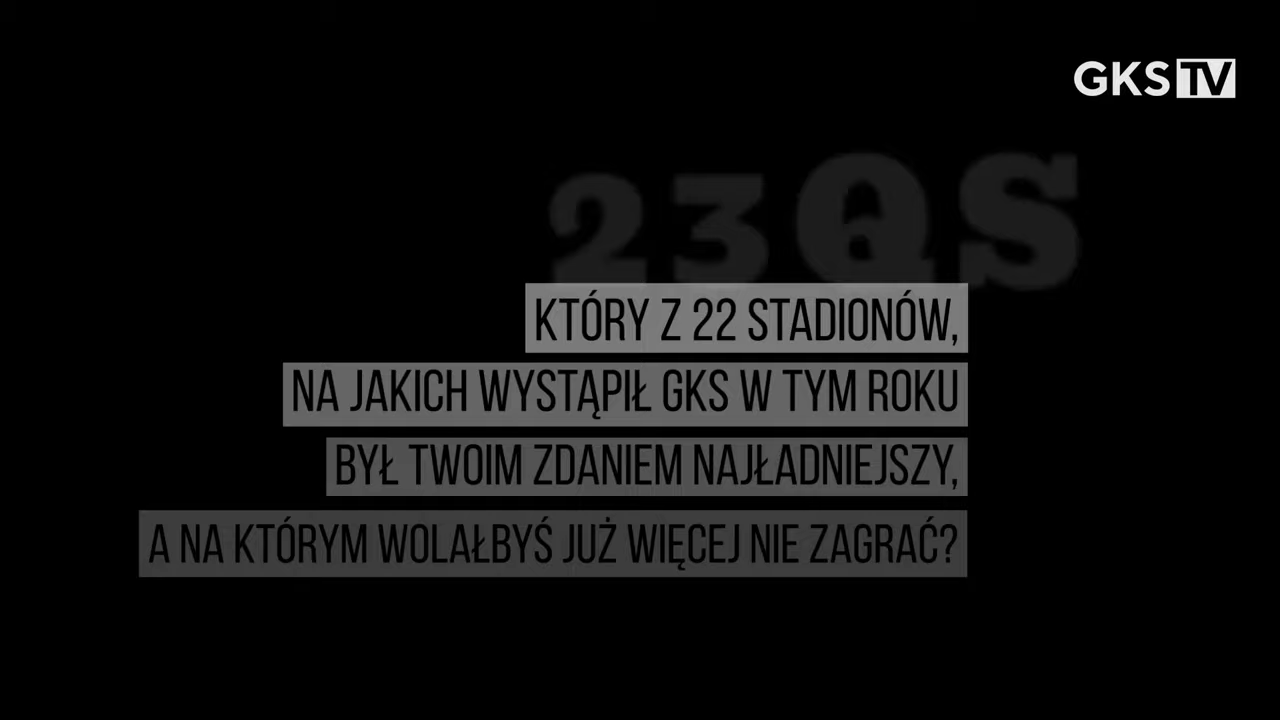 GKS TV
23QS
KTÓRY Z 22 STADIONÓW,
NA JAKICH WYSTĄPIŁ GKS W TYM ROKU
BYŁ TWOIM ZDANIEM NAJŁADNIEJSZY,
A NA KTÓRYM WOLAŁBYŚ JUŻ WIĘCEJ NIE ZAGRAĆ?